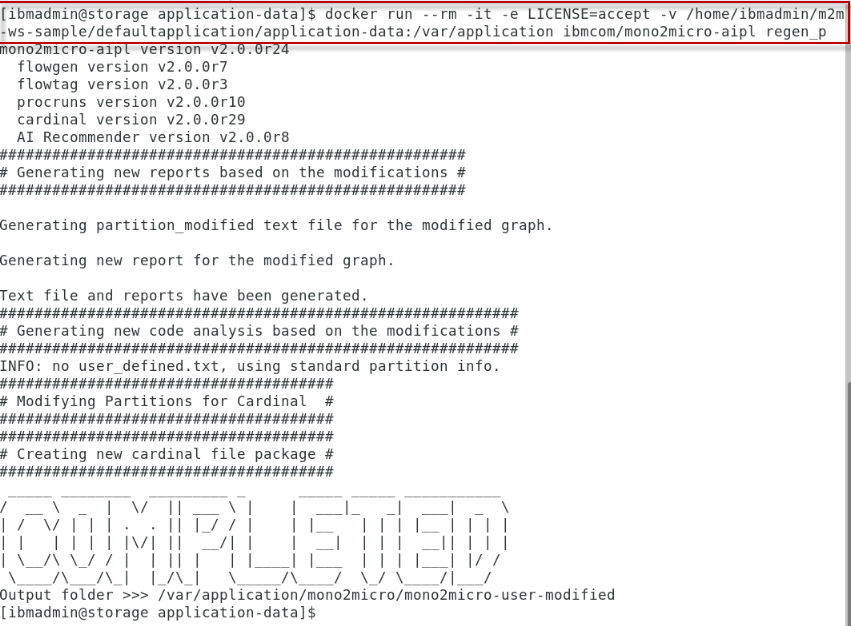 [ibmadmin@storage application-data]$ docker run --rm -it -e LICENSE=accept -v /home/ibmadmin/m2m
-ws-sample/defaultapplication/application-data:/var/application ibmcom/mono2micro-aipl regen_p
mono2micro-aipl version v2.0.0r24
  flowgen version v2.0.0r7
  flowtag version v2.0.0r3
  procruns version v2.0.0r10
  cardinal version v2.0.0r29
  AI Recommender version v2.0.0r8
#####################################################
# Generating new reports based on the modifications #
#####################################################
Generating partition_modified text file for the modified graph.
Generating new report for the modified graph.
Text file and reports have been generated.
###########################################################
# Generating new code analysis based on the modifications #
###########################################################
INFO: no user_defined.txt, using standard partition info.
######################################
# Modifying Partitions for Cardinal  #
######################################
######################################
# Creating new cardinal file package #
######################################
COMPLETED
Output folder >>> /var/application/mono2micro/mono2micro-user-modified
[ibmadmin@storage application-data]$